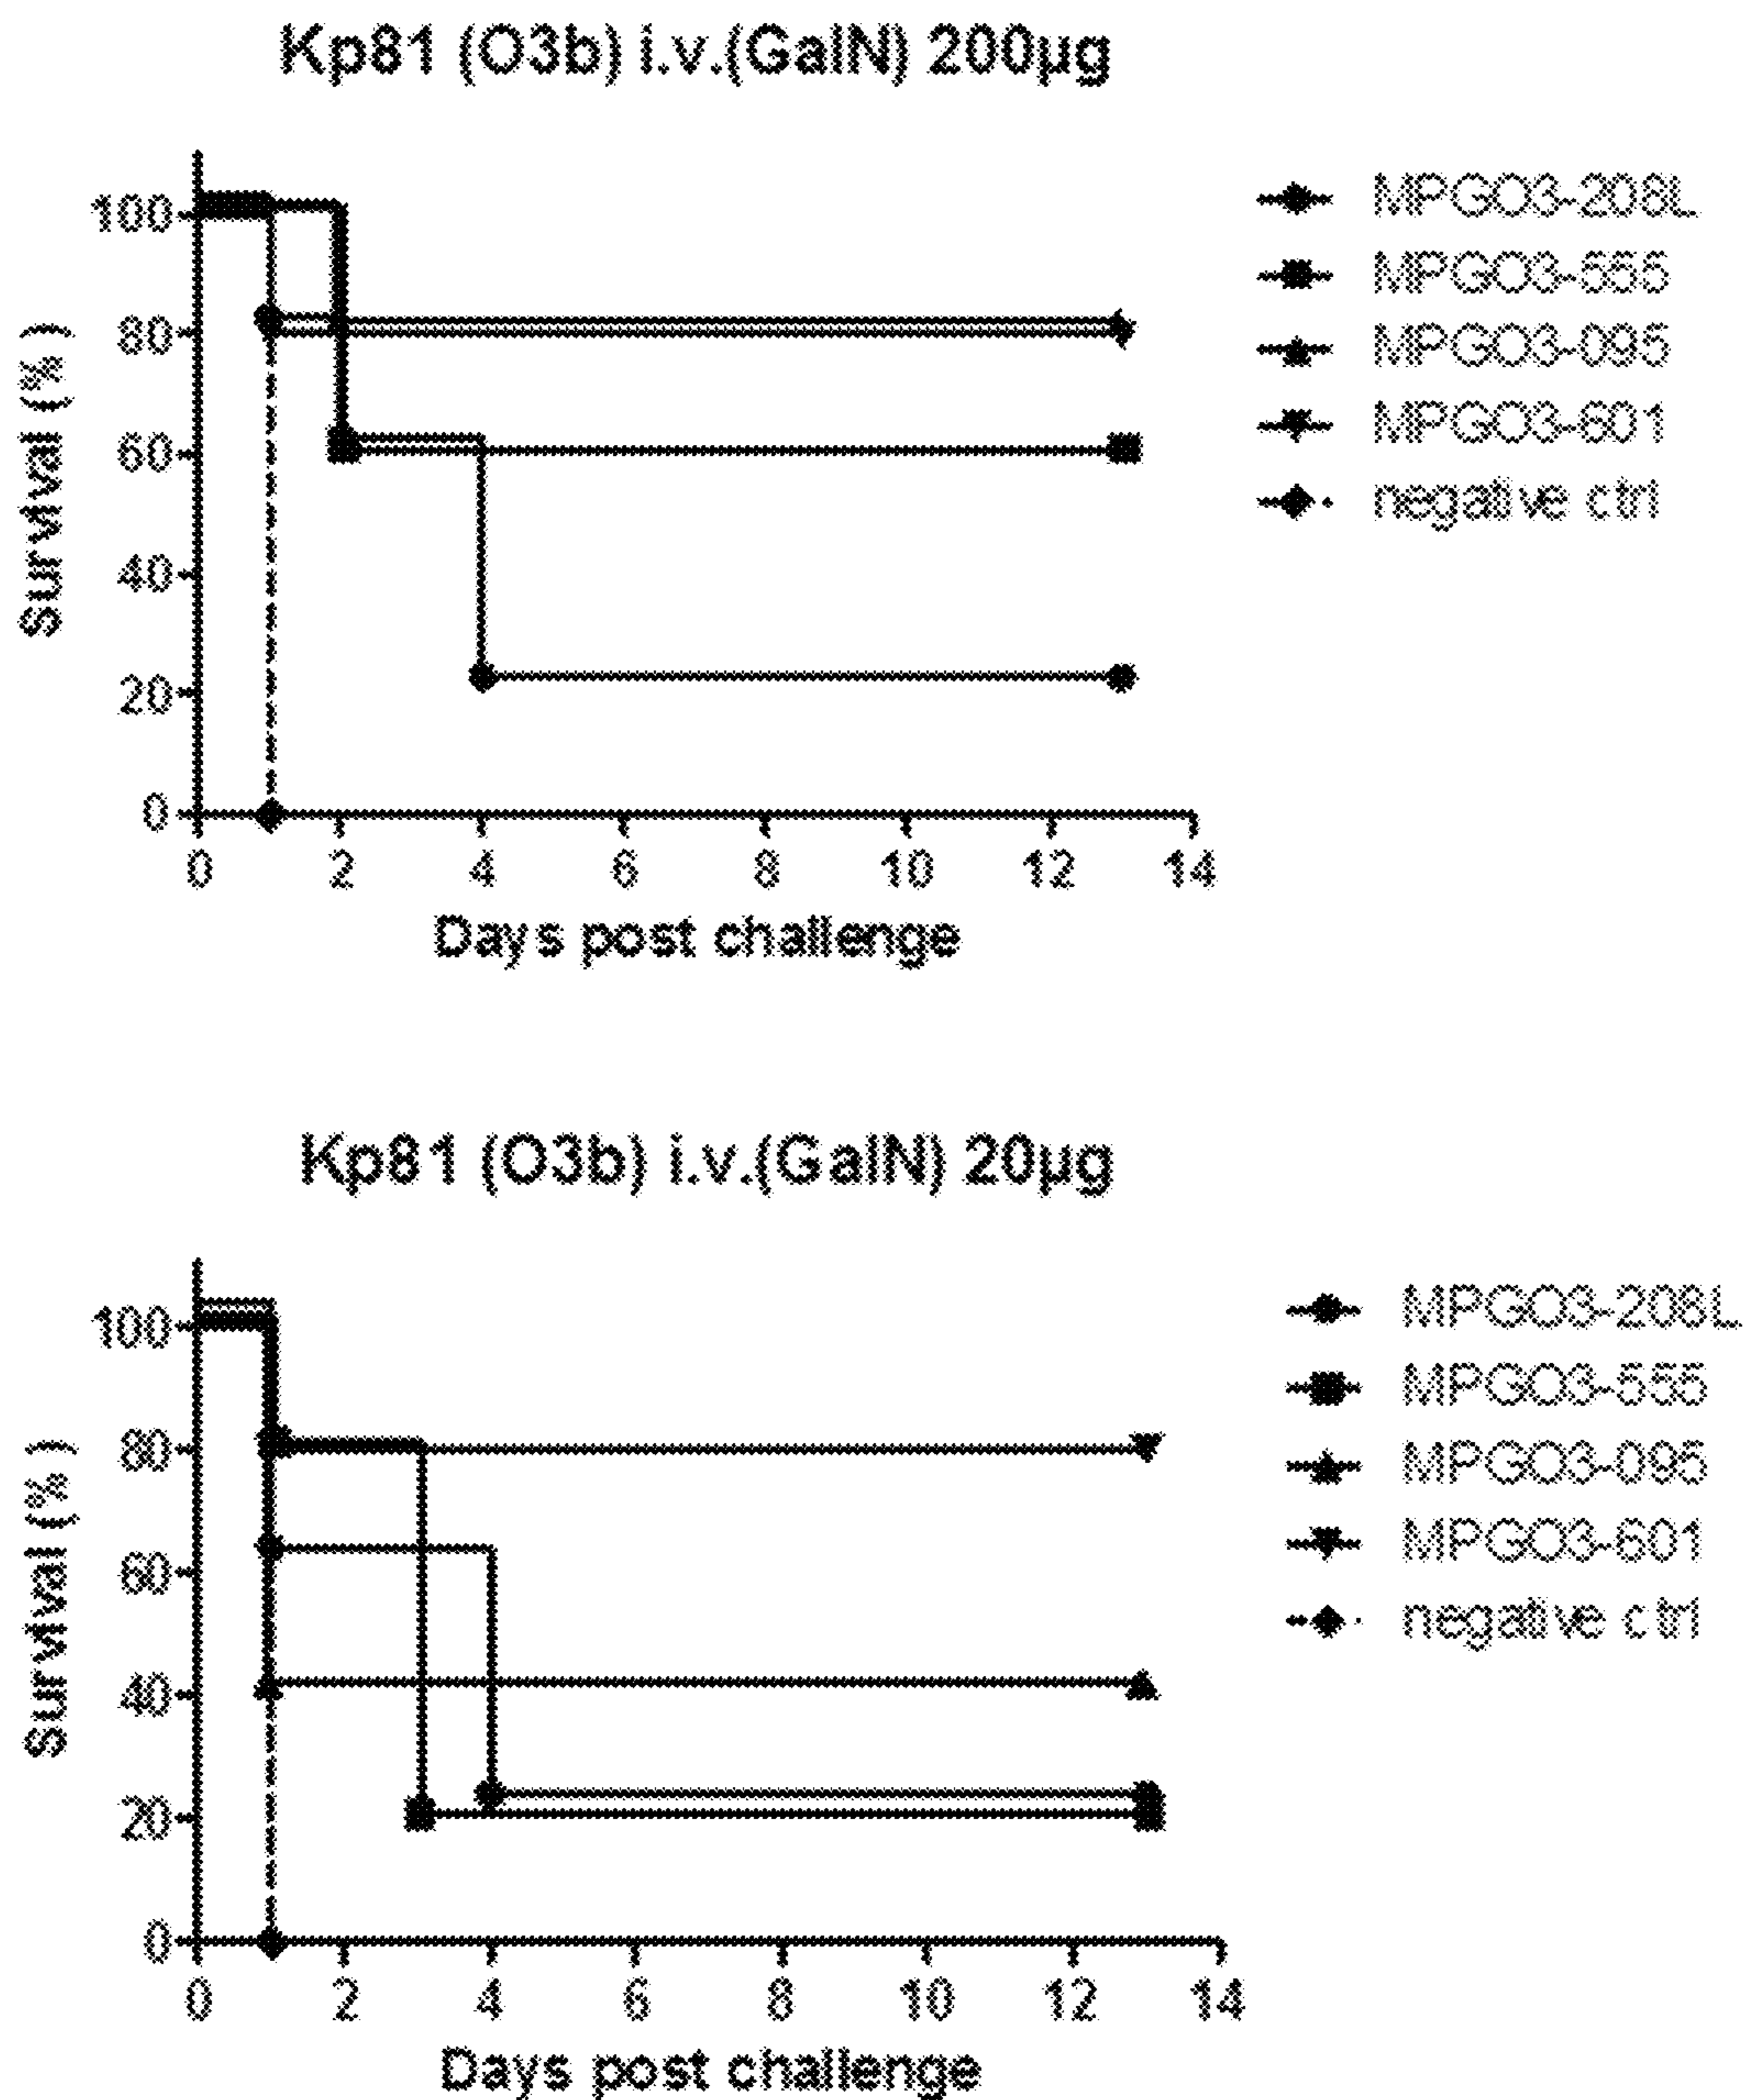 Kp81 (O3b) i.v.(GalN) 200µg
Survival (%)
100
80
60
40
20
0
0 2 4 6 8 10 12 14
Days post challenge
MPGO3-208L
MPGO3-555
MPGO3-095
MPGO3-601
negative ctrl
Kp81 (O3b) i.v.(GalN) 20µg
Survival (%)
100
80
60
40
20
0
0 2 4 6 8 10 12 14
Days post challenge
MPGO3-208L
MPGO3-555
MPGO3-095
MPGO3-601
negative ctrl